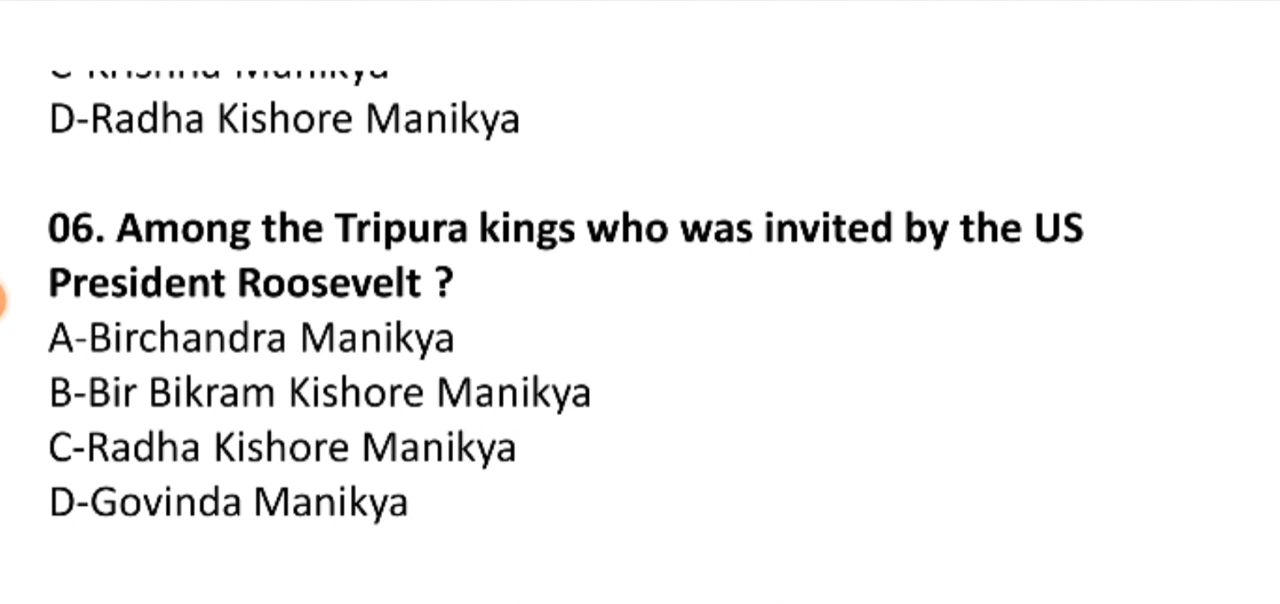 D-Radha Kishore Manikya
06. Among the Tripura kings who was invited by the US
President Roosevelt ?
A-Birchandra Manikya
B-Bir Bikram Kishore Manikya
C-Radha Kishore Manikya
D-Govinda Manikya